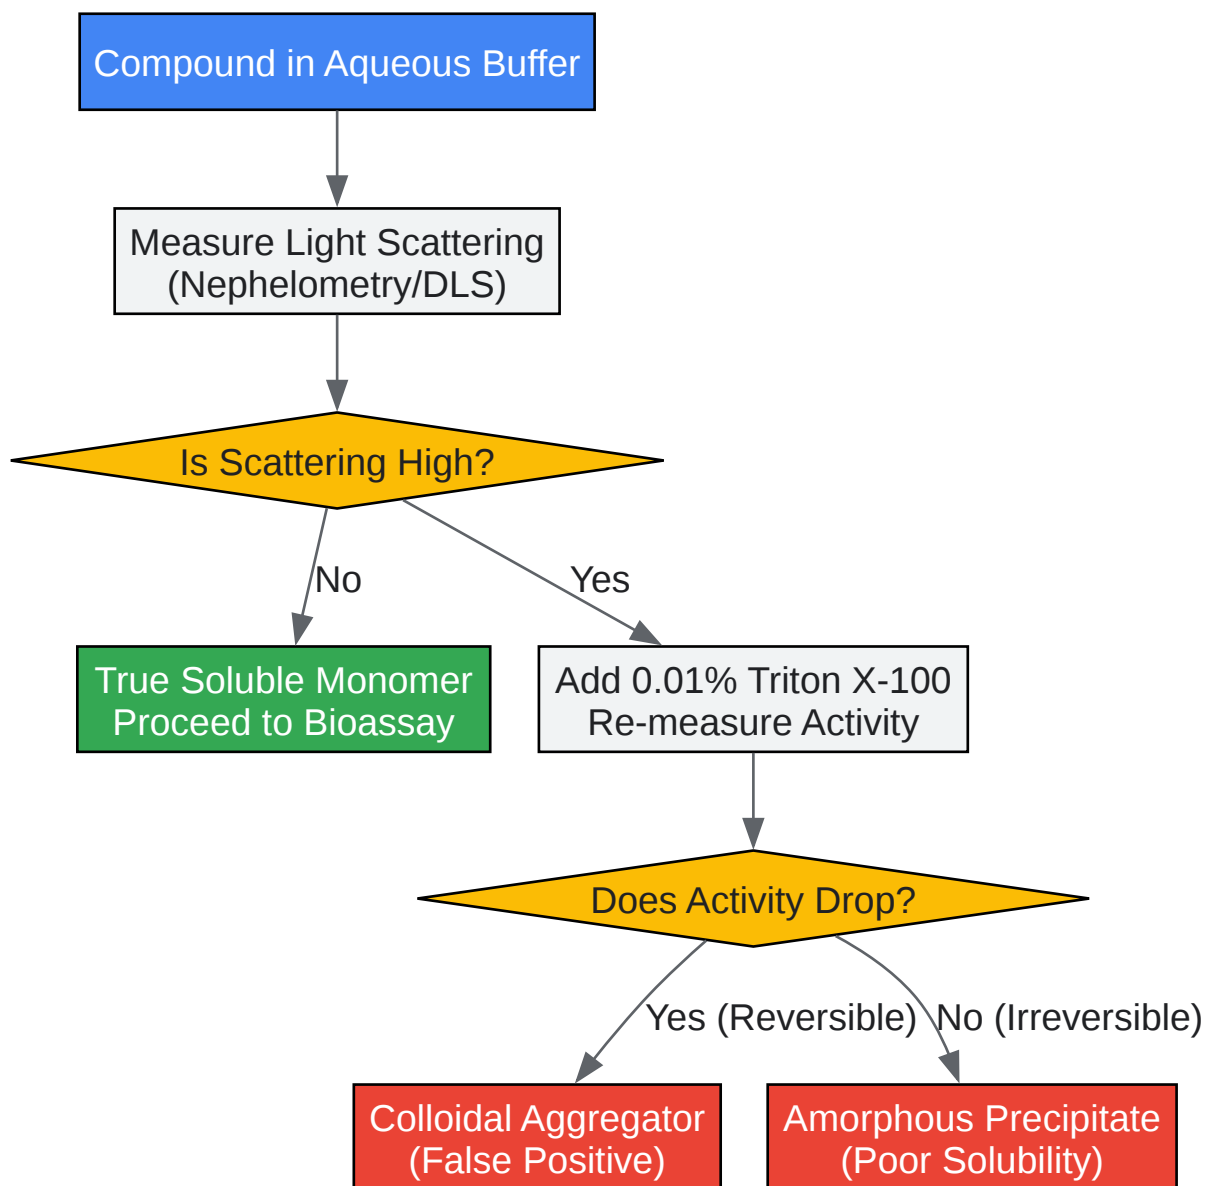 Compound in Aqueous Buffer
Measure Light Scattering
(Nephelometry/DLS)
Is Scattering High?
No
Yes
True Soluble Monomer
Proceed to Bioassay
Add 0.01% Triton X-100
Re-measure Activity
Does Activity Drop?
Yes (Reversible)
No (Irreversible)
Colloidal Aggregator
(False Positive)
Amorphous Precipitate
(Poor Solubility)